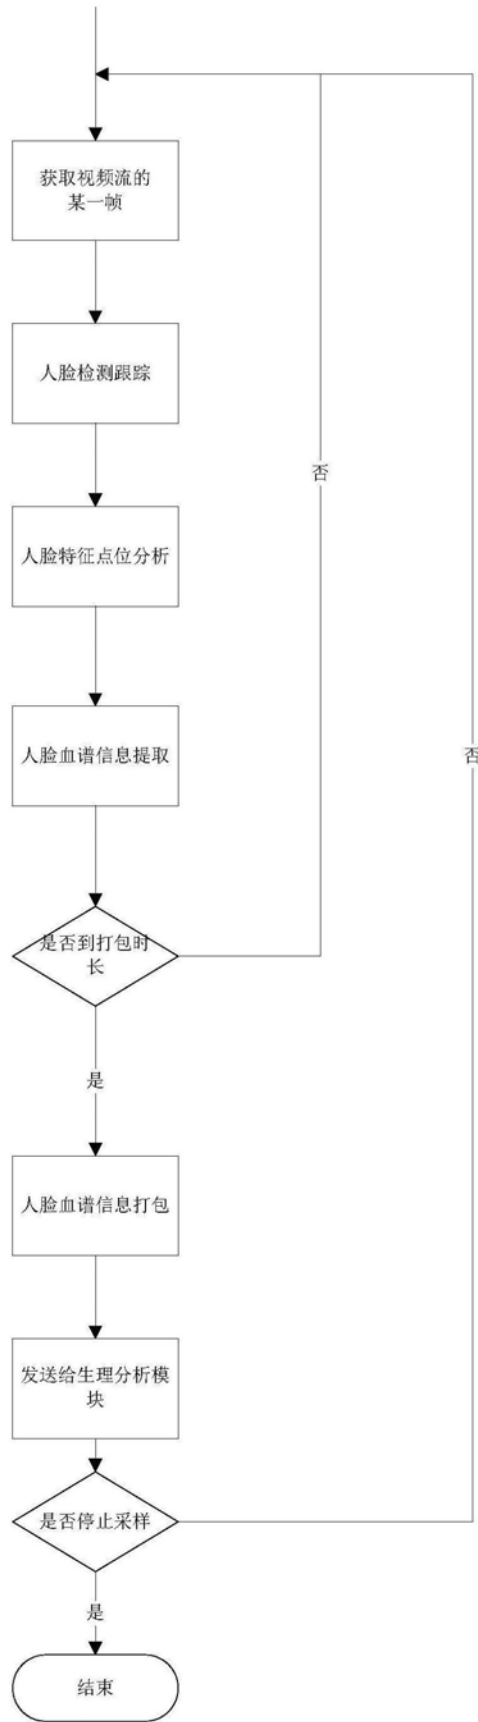 获取视频流的
某一帧
人脸检测跟踪
否
人脸特征点位分析
人脸血谱信息提取
否
是否到打包时
长
是
人脸血谱信息打包
发送给生理分析模
块
是否停止采样
是
结束